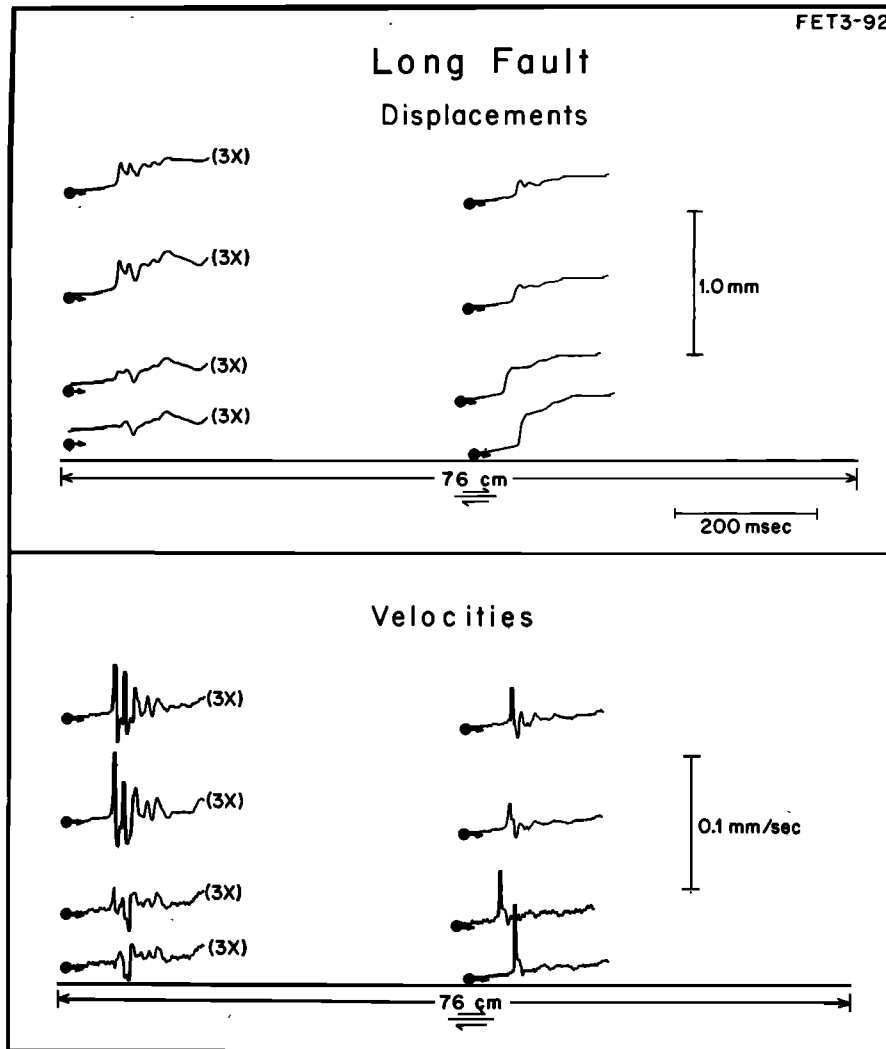 FET3-92
Long Fault
Displacements
(3X)
(3X)
1.0 mm
(3X)
(3X)
76 cm
200 msec
Velocities
(3X)
(3X)
0.1 mm/sec
(3X)
(3X)
76 cm